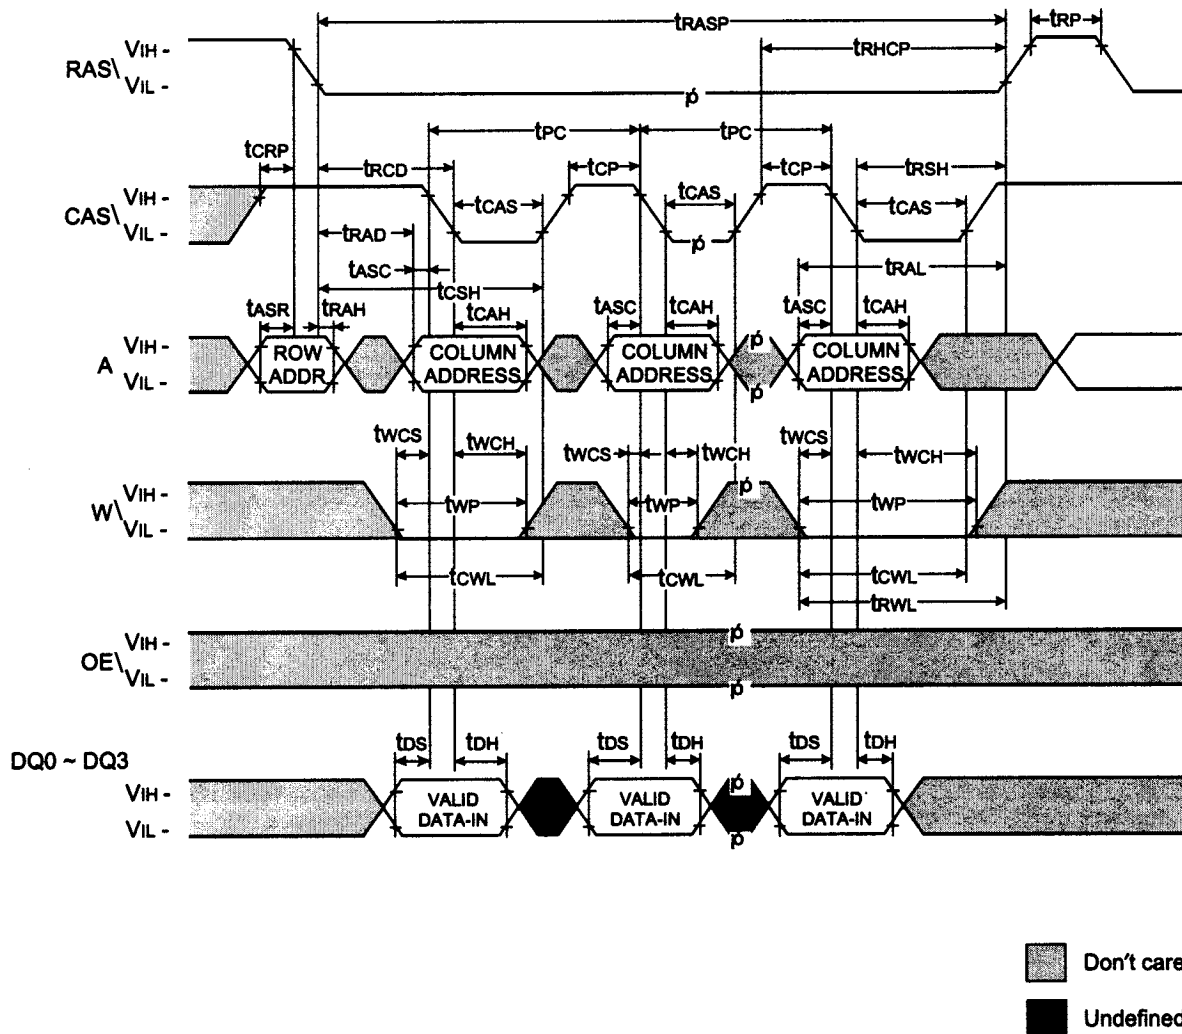 tRASP
tRP
tRHCP
VIH -
RAS\
VIL -
tPC tPC
tCRP
tRCD tCP tCP tRSH
VIH -
CAS\
VIL -
tCAS tCAS tCAS
tRAD
tRAL
tASC
tCSH
tASR tRAH tCAH tASC tCAH tASC tCAH
VIH -
A
VIL -
ROW ADDR
COLUMN ADDRESS
COLUMN ADDRESS
COLUMN ADDRESS
tWCS tWCH tWCS tWCH tWCS tWCH
VIH -
W\
VIL -
tWP tWP tWP
tCWL tCWL tCWL
tRWL
VIH -
OE\
VIL -
DQ0 ~ DQ3
tDS tDH tDS tDH tDS tDH
VIH -
VIL -
VALID DATA-IN
VALID DATA-IN
VALID DATA-IN
Don't care
Undefined